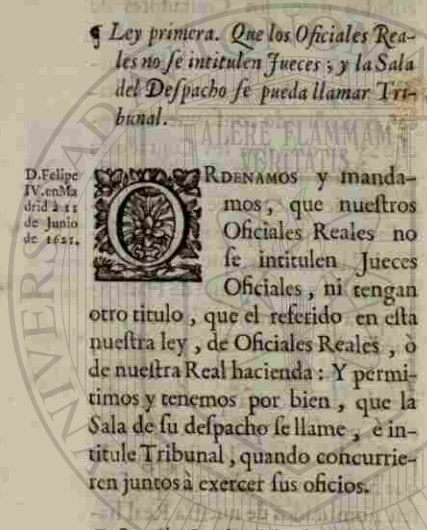 ¶ Ley primera. Que los Oficiales Rea-
les no ſe intitulen Jueces; y la Sala
del Deſpacho ſe pueda llamar Tri-
bunal.
D. Felipe
IV. en Ma
drid à 11
de Junio
de 1621.
ORDENAMOS y manda-
mos, que nueſtros
Oficiales Reales no
ſe intitulen Jueces
Oficiales, ni tengan
otro titulo, que el referido en eſta
nueſtra ley, de Oficiales Reales, ò
de nueſtra Real hacienda: Y permi-
timos y tenemos por bien, que la
Sala de ſu deſpacho ſe llame, è in-
titule Tribunal, quando concurrie-
ren juntos à exercer ſus oficios.
ALERE FLAMMAM
VERITATIS